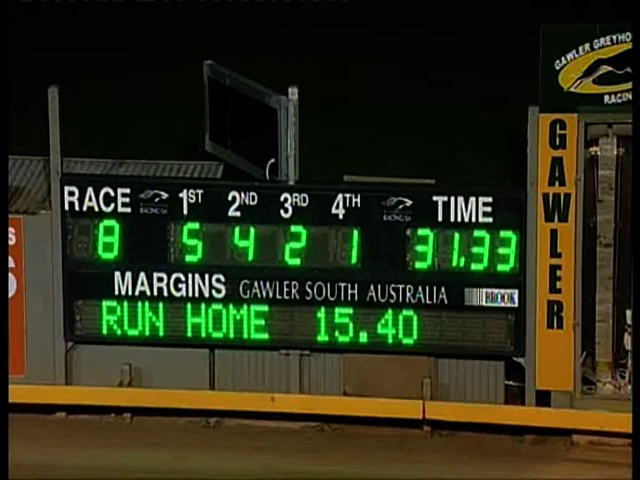 GAWLER GREYHO
RACIN
GAWLER
RACE 1ST 2ND 3RD 4TH TIME
8 5 4 2 1 31.33
MARGINS GAWLER SOUTH AUSTRALIA BROOK
RUN HOME 15.40
S